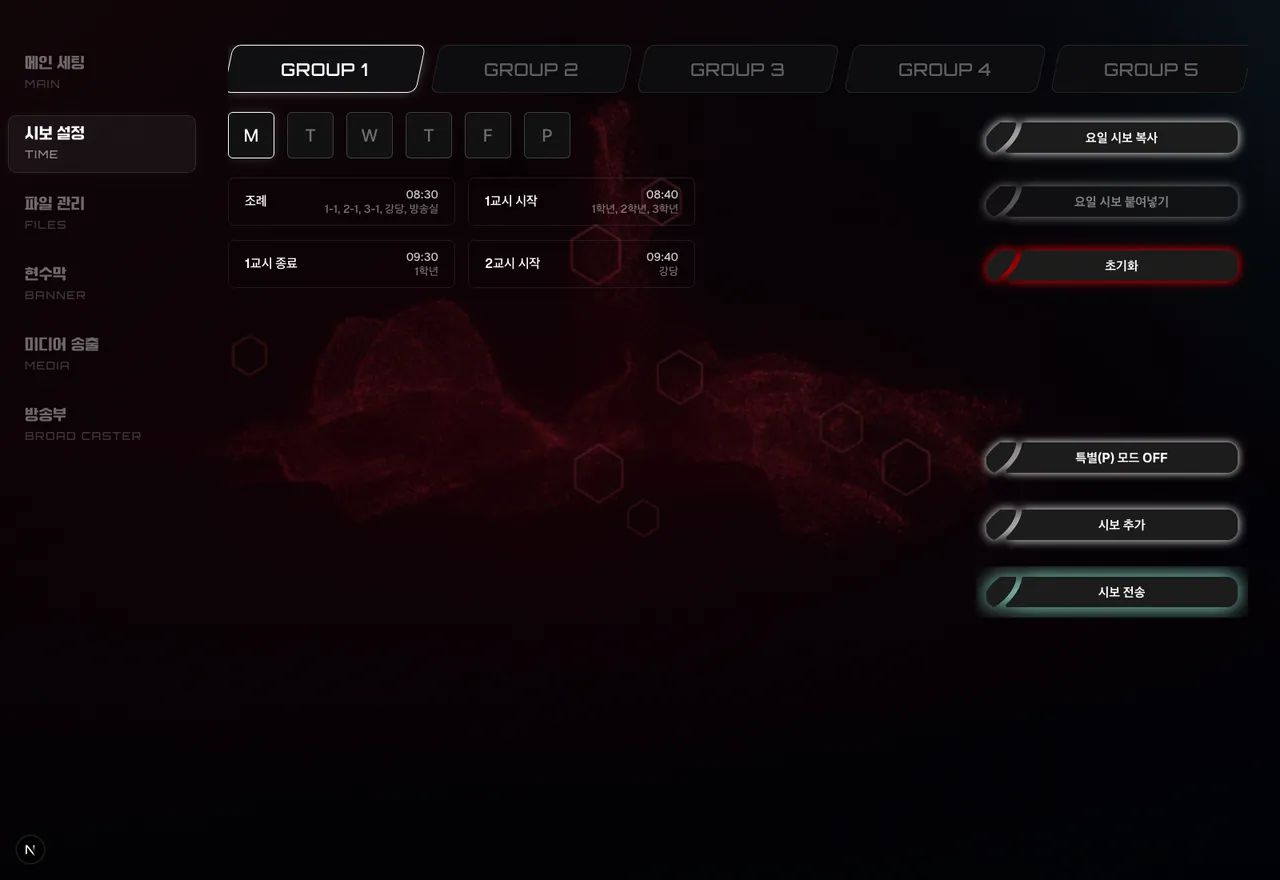 메인 세팅
MAIN
시보 설정
TIME
파일 관리
FILES
현수막
BANNER
미디어 송출
MEDIA
방송부
BROAD CASTER
GROUP 1
GROUP 2
GROUP 3
GROUP 4
GROUP 5
M
T
W
T
F
P
조례
08:30
1-1, 2-1, 3-1, 강당, 방송실
1교시 시작
08:40
1학년, 2학년, 3학년
1교시 종료
09:30
1학년
2교시 시작
09:40
강당
요일 시보 복사
요일 시보 붙여넣기
초기화
특별(P) 모드 OFF
시보 추가
시보 전송
N